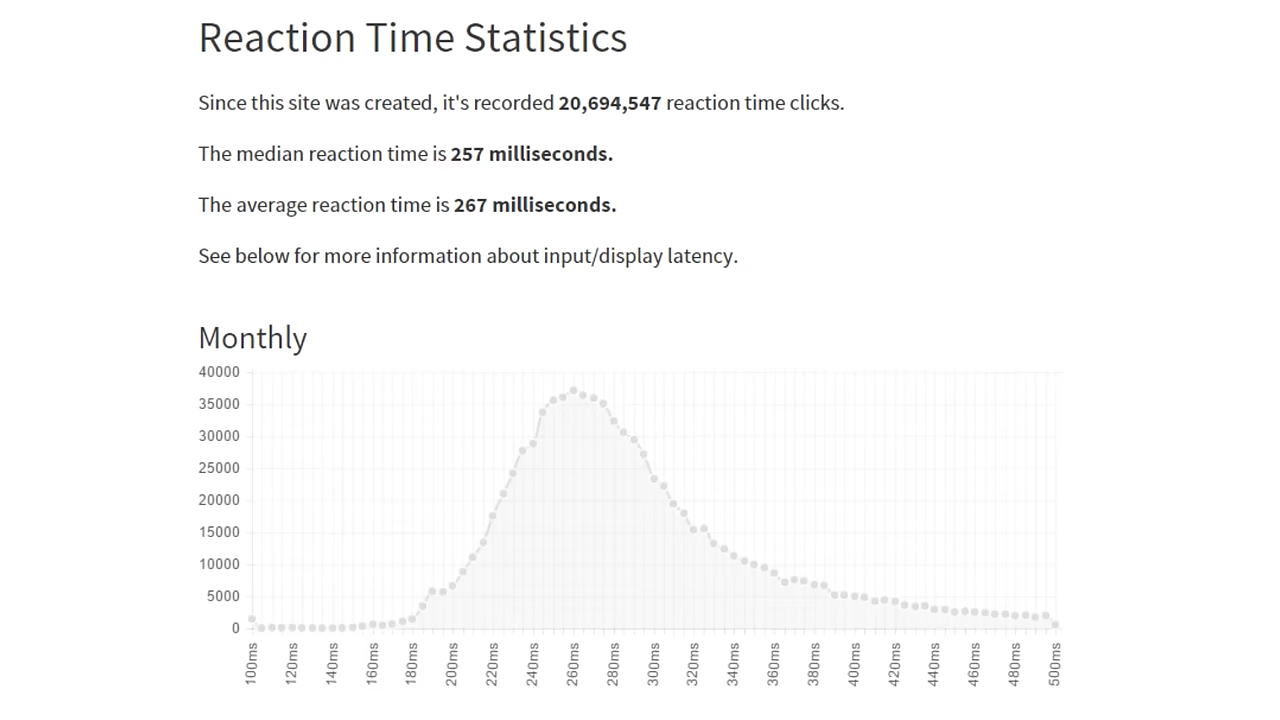 Reaction Time Statistics
Since this site was created, it's recorded 20,694,547 reaction time clicks.
The median reaction time is 257 milliseconds.
The average reaction time is 267 milliseconds.
See below for more information about input/display latency.
Monthly
40000
35000
30000
25000
20000
15000
10000
5000
0
100ms 120ms 140ms 160ms 180ms 200ms 220ms 240ms 260ms 280ms 300ms 320ms 340ms 360ms 380ms 400ms 420ms 440ms 460ms 480ms 500ms